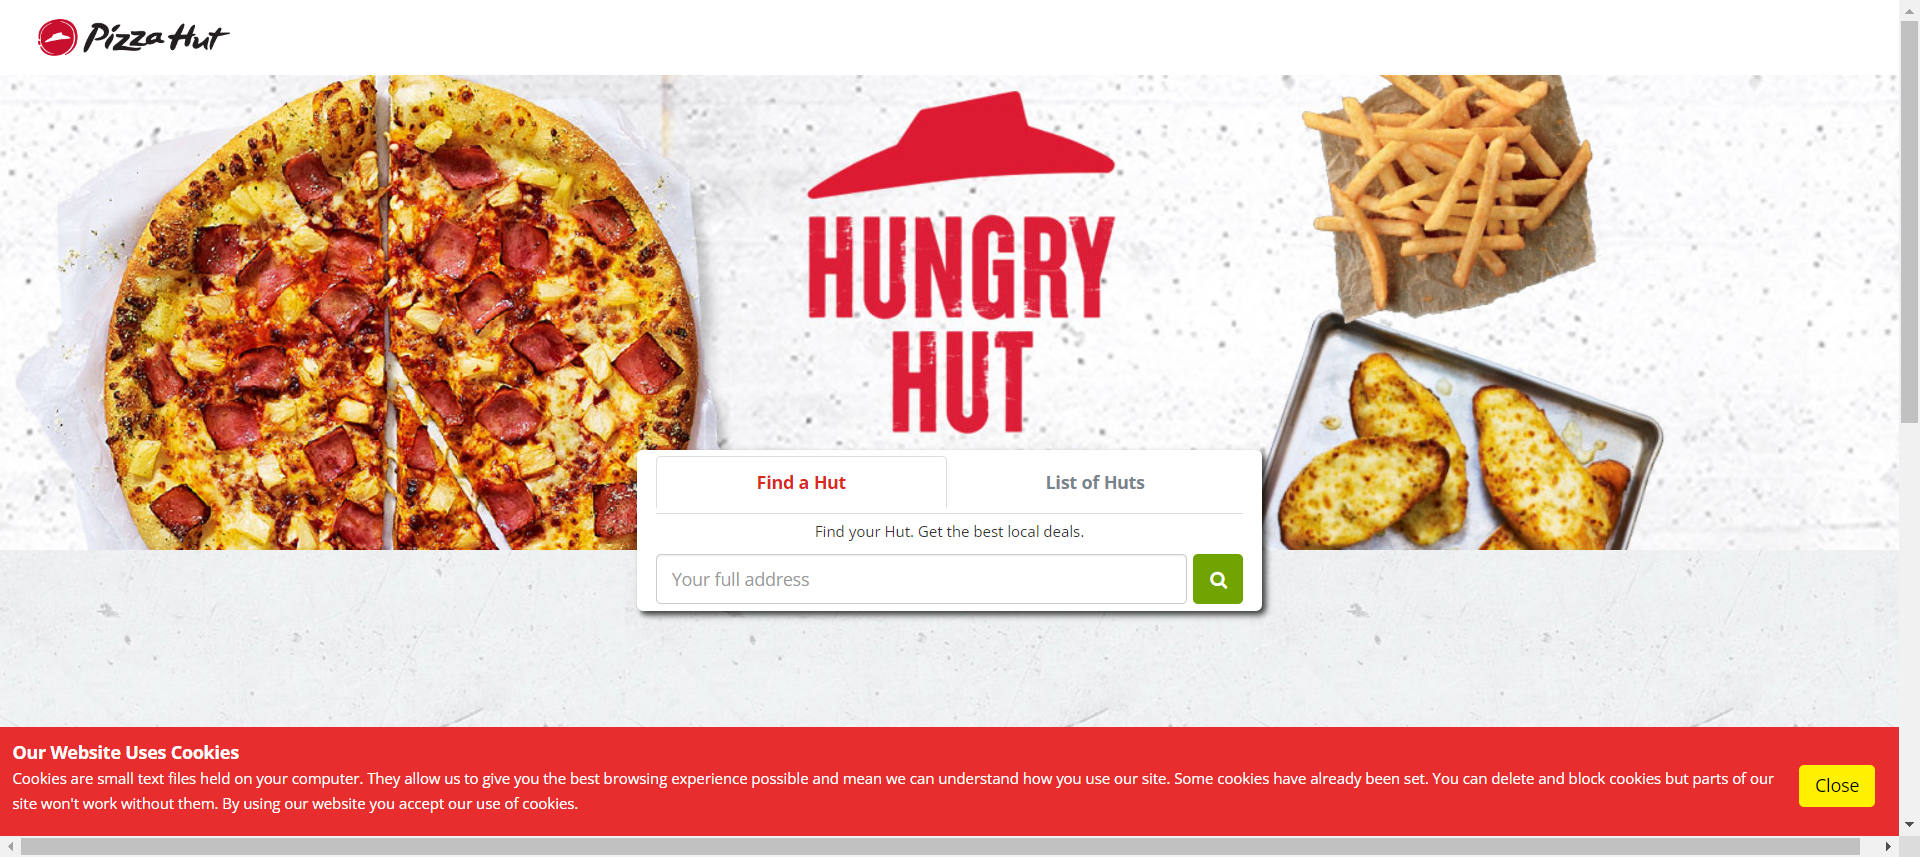 Pizza Hut
HUNGRY
HUT
Find a Hut
List of Huts
Find your Hut. Get the best local deals.
Your full address
Our Website Uses Cookies
Cookies are small text files held on your computer. They allow us to give you the best browsing experience possible and mean we can understand how you use our site. Some cookies have already been set. You can delete and block cookies but parts of our
site won't work without them. By using our website you accept our use of cookies.
Close